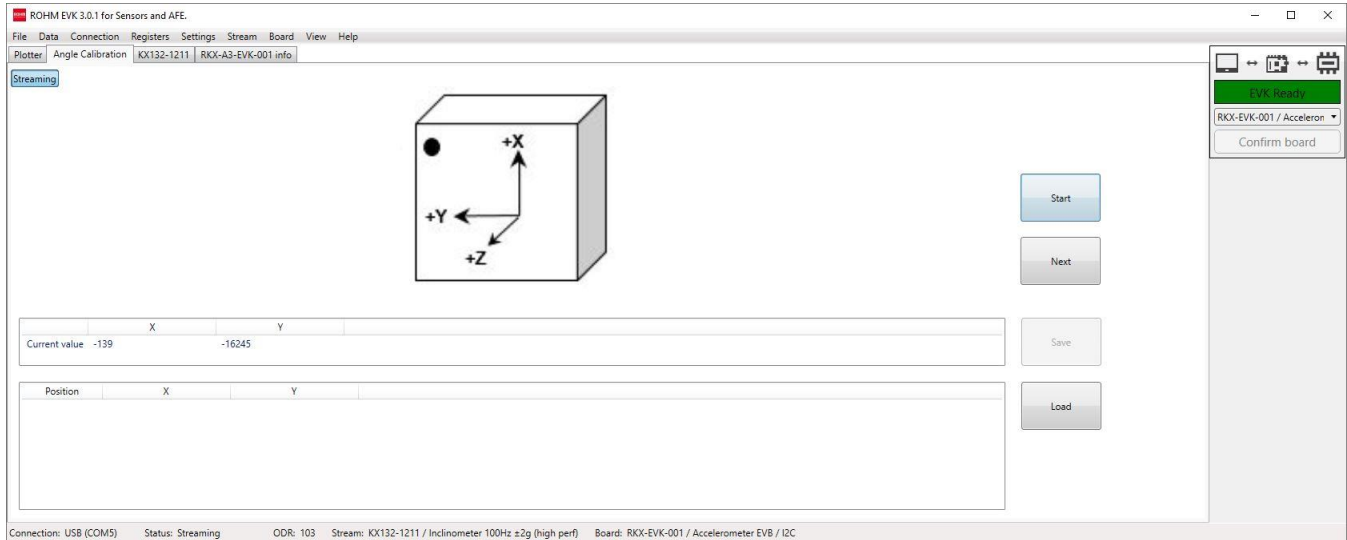 ROHM EVK 3.0.1 for Sensors and AFE.
File Data Connection Registers Settings Stream Board View Help
Plotter Angle Calibration KX132-1211 RKX-A3-EVK-001 info
Streaming
EVK Ready
RKX-EVK-001 / Acceleron
Confirm board
+X
+Y
+Z
Start
Next
X Y
Current value -139 -16245
Save
Position X Y
Load
Connection: USB (COM5) Status: Streaming ODR: 103 Stream: KX132-1211 / Inclinometer 100Hz ±2g (high perf) Board: RKX-EVK-001 / Accelerometer EVB / I2C